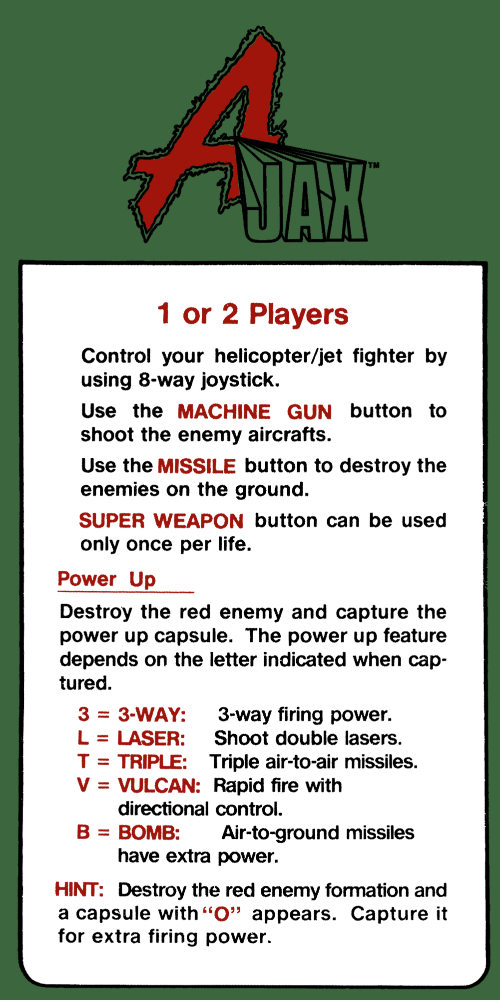 AJAX™
1 or 2 Players
Control your helicopter/jet fighter by
using 8-way joystick.
Use the MACHINE GUN button to
shoot the enemy aircrafts.
Use the MISSILE button to destroy the
enemies on the ground.
SUPER WEAPON button can be used
only once per life.
Power Up
Destroy the red enemy and capture the
power up capsule. The power up feature
depends on the letter indicated when cap-
tured.
3 = 3-WAY: 3-way firing power.
L = LASER: Shoot double lasers.
T = TRIPLE: Triple air-to-air missiles.
V = VULCAN: Rapid fire with
directional control.
B = BOMB: Air-to-ground missiles
have extra power.
HINT: Destroy the red enemy formation and
a capsule with “O” appears. Capture it
for extra firing power.